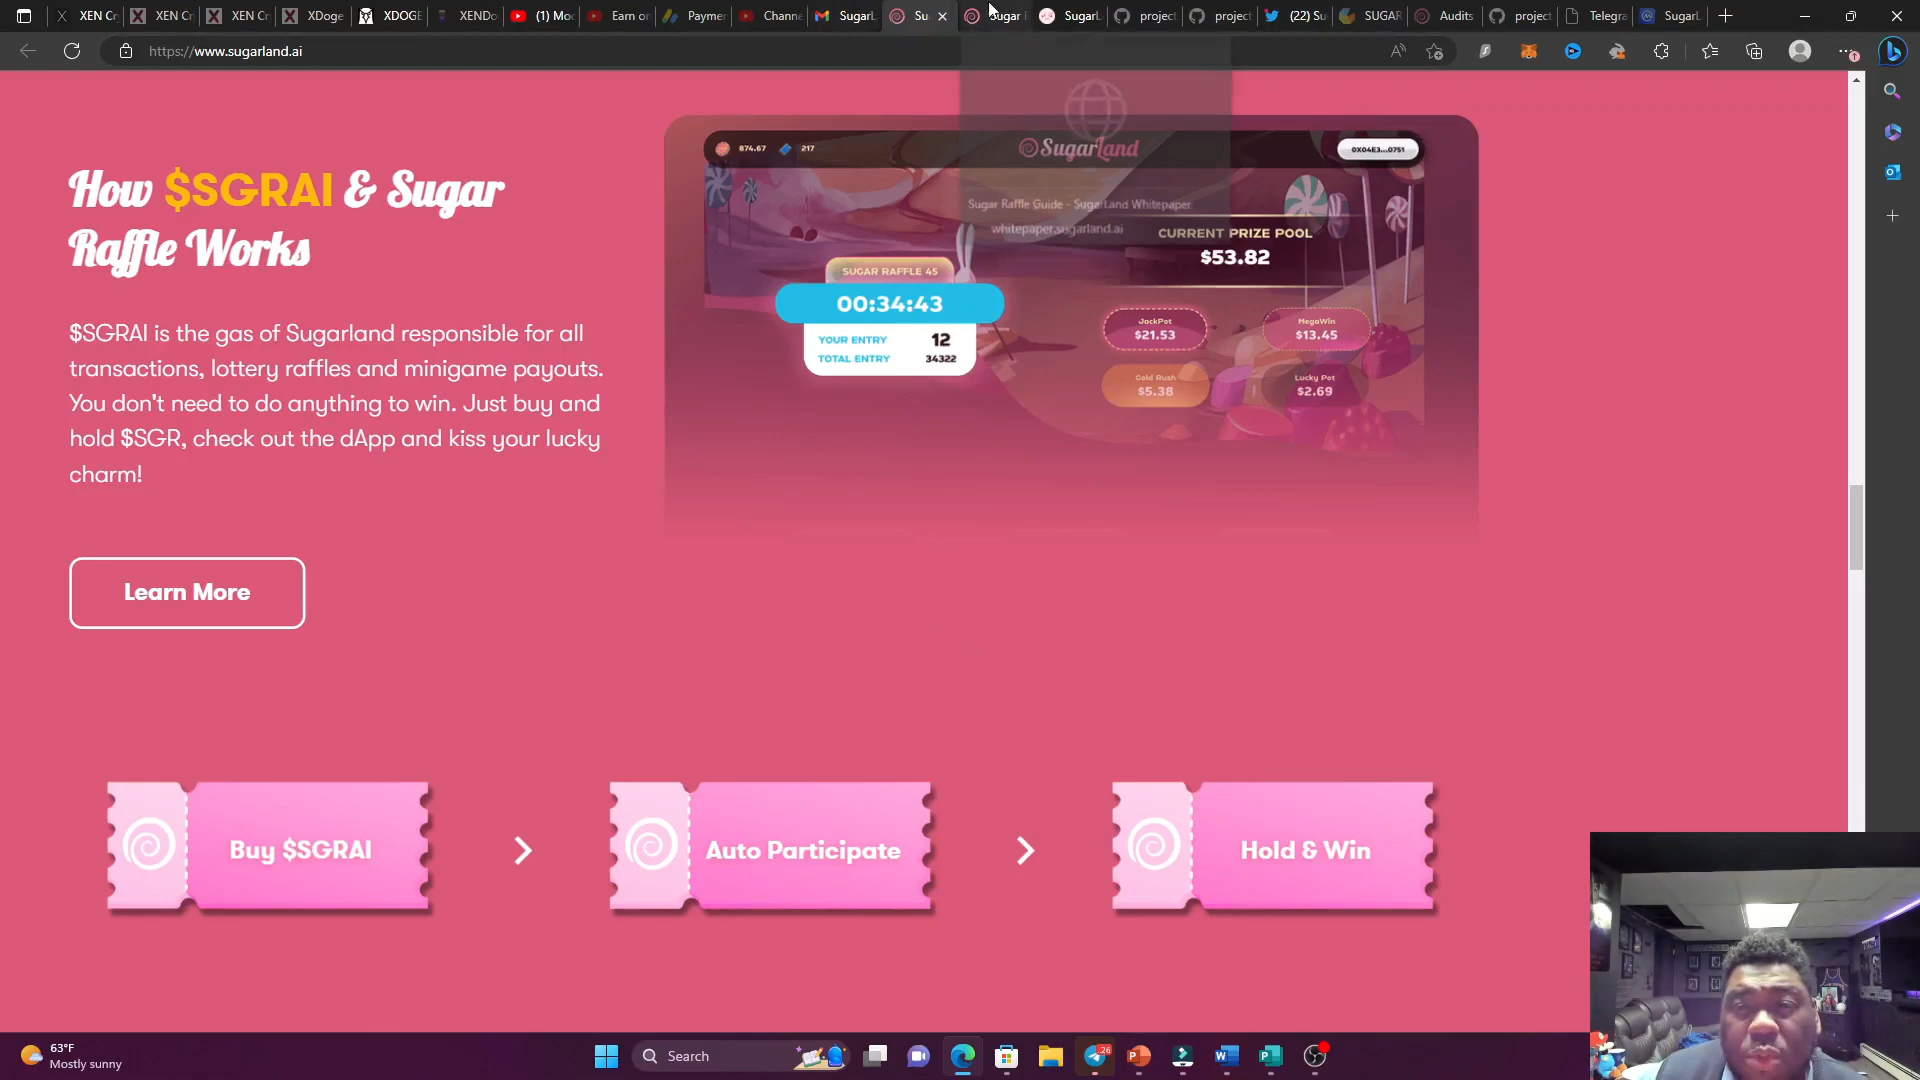 XEN Cr
XEN Cr
XEN Cr
XDoge
XDOGE
XENDo
(1) Moc
Earn or
Paymer
Channe
SugarL
Su
Sugar R
SugarL
project
project
(22) Su
SUGAR
Audits
project
Telegra
SugarL
https://www.sugarland.ai
How $SGRAI & Sugar
Raffle Works
$SGRAI is the gas of Sugarland responsible for all
transactions, lottery raffles and minigame payouts.
You don't need to do anything to win. Just buy and
hold $SGR, check out the dApp and kiss your lucky
charm!
Learn More
874.67
217
SugarLand
0X04E3...0751
Sugar Raffle Guide - SugarLand Whitepaper
whitepaper.sugarland.ai
CURRENT PRIZE POOL
$53.82
SUGAR RAFFLE 45
00:34:43
YOUR ENTRY 12
TOTAL ENTRY 34322
JackPot
$21.53
MegaWin
$13.45
Gold Rush
$5.38
Lucky Pot
$2.69
Buy $SGRAI
Auto Participate
Hold & Win
63°F
Mostly sunny
Search
26